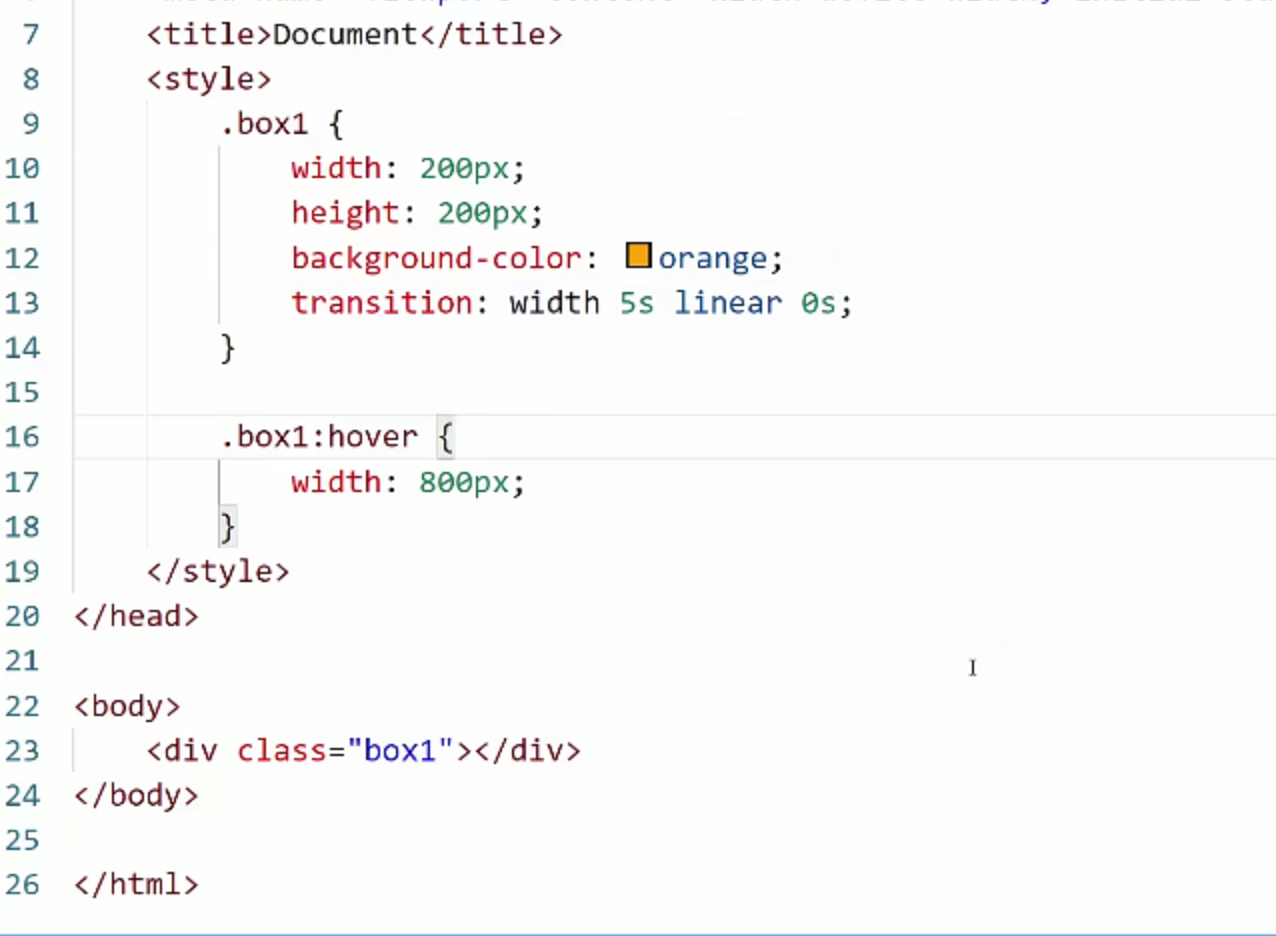 7 <title>Document</title>
8 <style>
9 .box1 {
10 width: 200px;
11 height: 200px;
12 background-color: orange;
13 transition: width 5s linear 0s;
14 }
15
16 .box1:hover {
17 width: 800px;
18 }
19 </style>
20 </head>
21
22 <body>
23 <div class="box1"></div>
24 </body>
25
26 </html>